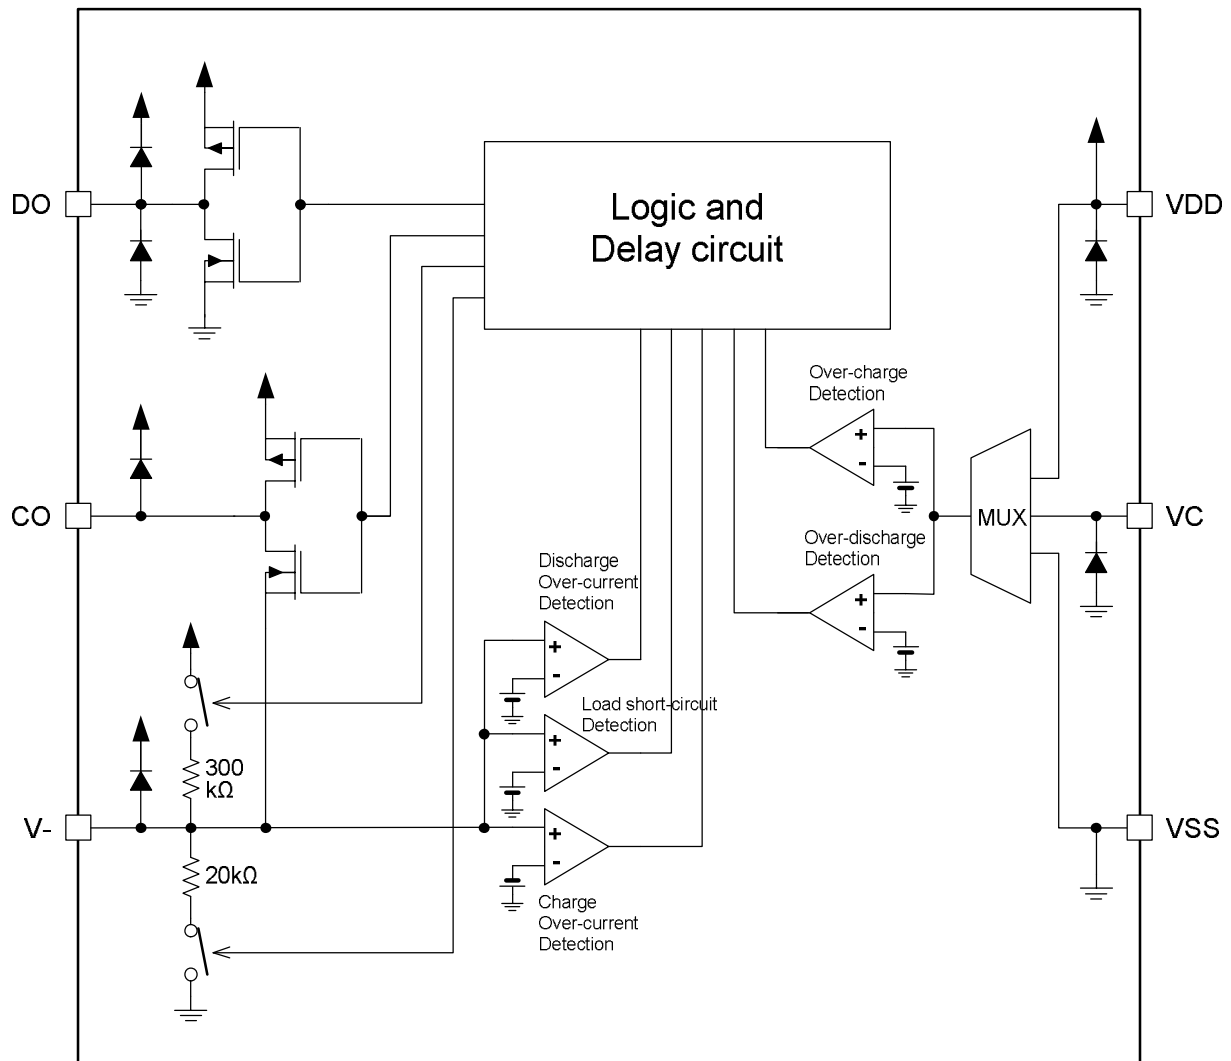 Logic and
Delay circuit
DO
VDD
Over-charge
Detection
+
-
CO
MUX
VC
Over-discharge
Detection
+
-
Discharge
Over-current
Detection
+
-
Load short-circuit
Detection
+
-
300
kΩ
V-
VSS
+
-
20kΩ
Charge
Over-current
Detection